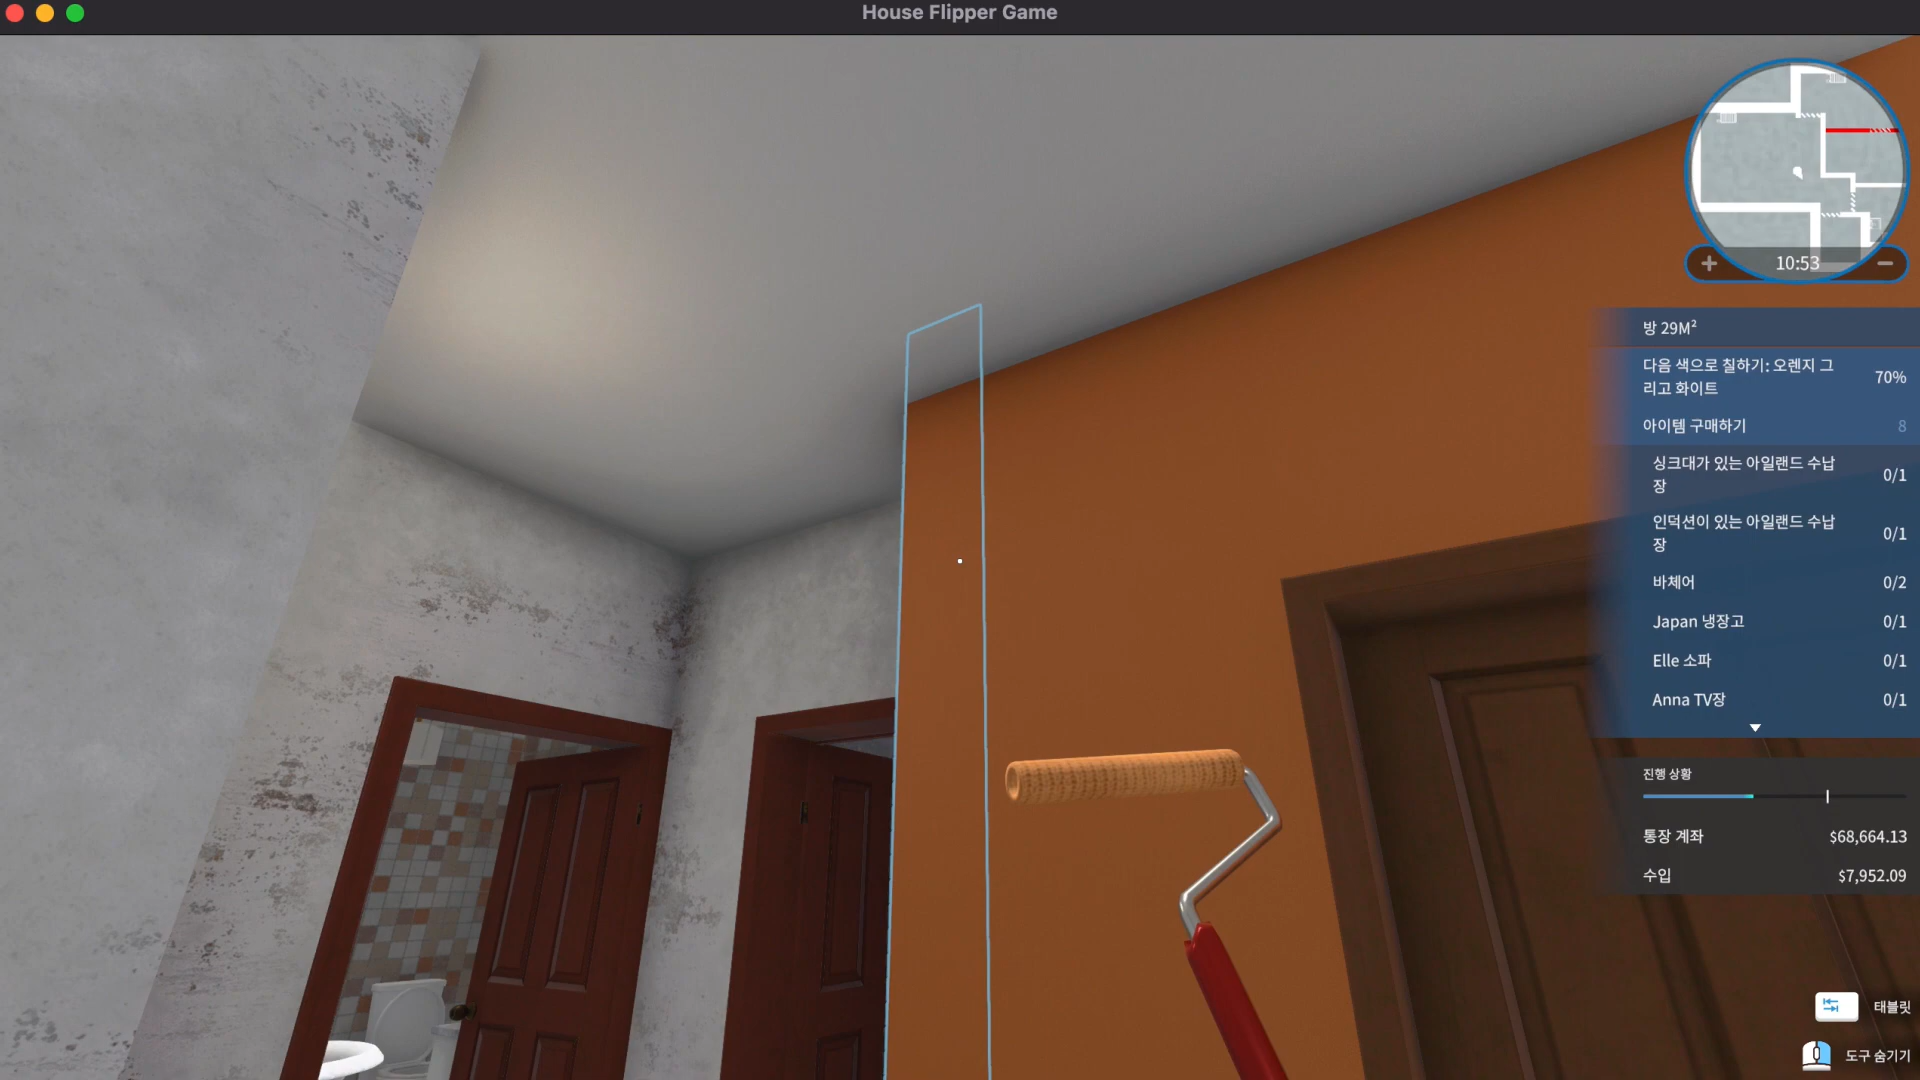 House Flipper Game
10:53
방 29M²
다음 색으로 칠하기: 오렌지 그
리고 화이트
70%
아이템 구매하기 8
싱크대가 있는 아일랜드 수납
장
0/1
인덕션이 있는 아일랜드 수납
장
0/1
바체어 0/2
Japan 냉장고 0/1
Elle 소파 0/1
Anna TV장 0/1
진행 상황
통장 계좌 $68,664.13
수입 $7,952.09
태블릿
도구 숨기기